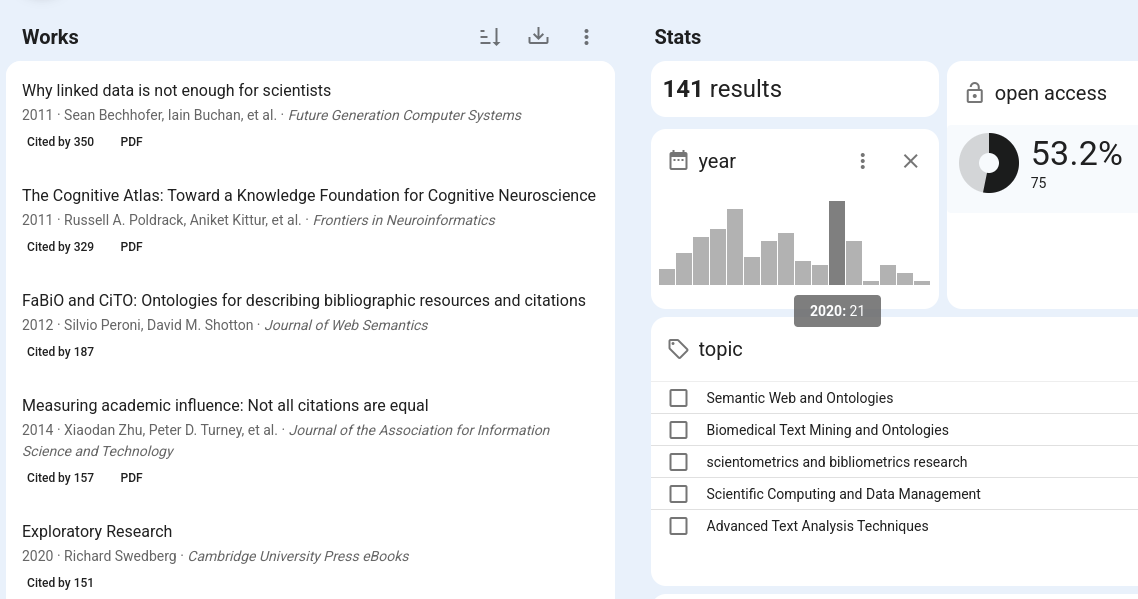 Works
Why linked data is not enough for scientists
2011 · Sean Bechhofer, Iain Buchan, et al. · Future Generation Computer Systems
Cited by 350 PDF
The Cognitive Atlas: Toward a Knowledge Foundation for Cognitive Neuroscience
2011 · Russell A. Poldrack, Aniket Kittur, et al. · Frontiers in Neuroinformatics
Cited by 329 PDF
FaBiO and CiTO: Ontologies for describing bibliographic resources and citations
2012 · Silvio Peroni, David M. Shotton · Journal of Web Semantics
Cited by 187
Measuring academic influence: Not all citations are equal
2014 · Xiaodan Zhu, Peter D. Turney, et al. · Journal of the Association for Information
Science and Technology
Cited by 157 PDF
Exploratory Research
2020 · Richard Swedberg · Cambridge University Press eBooks
Cited by 151
Stats
141 results
year
2020: 21
open access
53.2%
75
topic
Semantic Web and Ontologies
Biomedical Text Mining and Ontologies
scientometrics and bibliometrics research
Scientific Computing and Data Management
Advanced Text Analysis Techniques